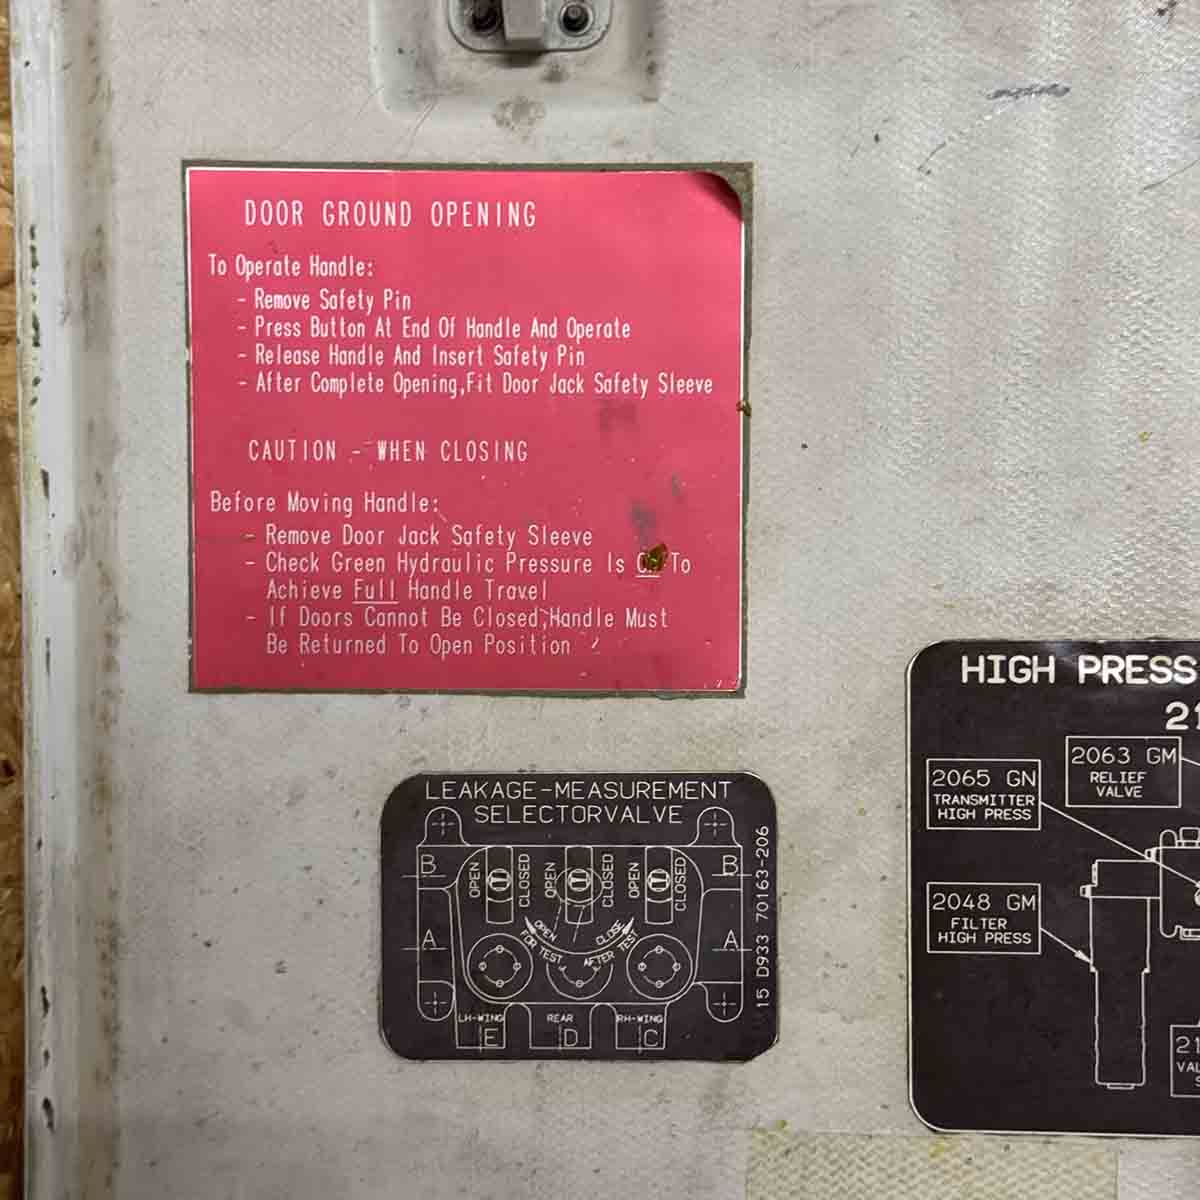 DOOR GROUND OPENING
To Operate Handle:
- Remove Safety Pin
- Press Button At End Of Handle And Operate
- Release Handle And Insert Safety Pin
- After Complete Opening,Fit Door Jack Safety Sleeve
CAUTION - WHEN CLOSING
Before Moving Handle:
- Remove Door Jack Safety Sleeve
- Check Green Hydraulic Pressure Is On To
Achieve Full Handle Travel
- If Doors Cannot Be Closed,Handle Must
Be Returned To Open Position
LEAKAGE-MEASUREMENT
SELECTORVALVE
B
OPEN
CLOSED
OPEN
CLOSED
OPEN
CLOSED
B
A
OPEN
FOR TEST
CLOSE
AFTER TEST
A
LH-WING
E
REAR
D
RH-WING
C
15 D933 70163-206
HIGH PRESS
21
2063 GM
RELIEF
VALVE
2065 GN
TRANSMITTER
HIGH PRESS
2048 GM
FILTER
HIGH PRESS
21
VAL
S